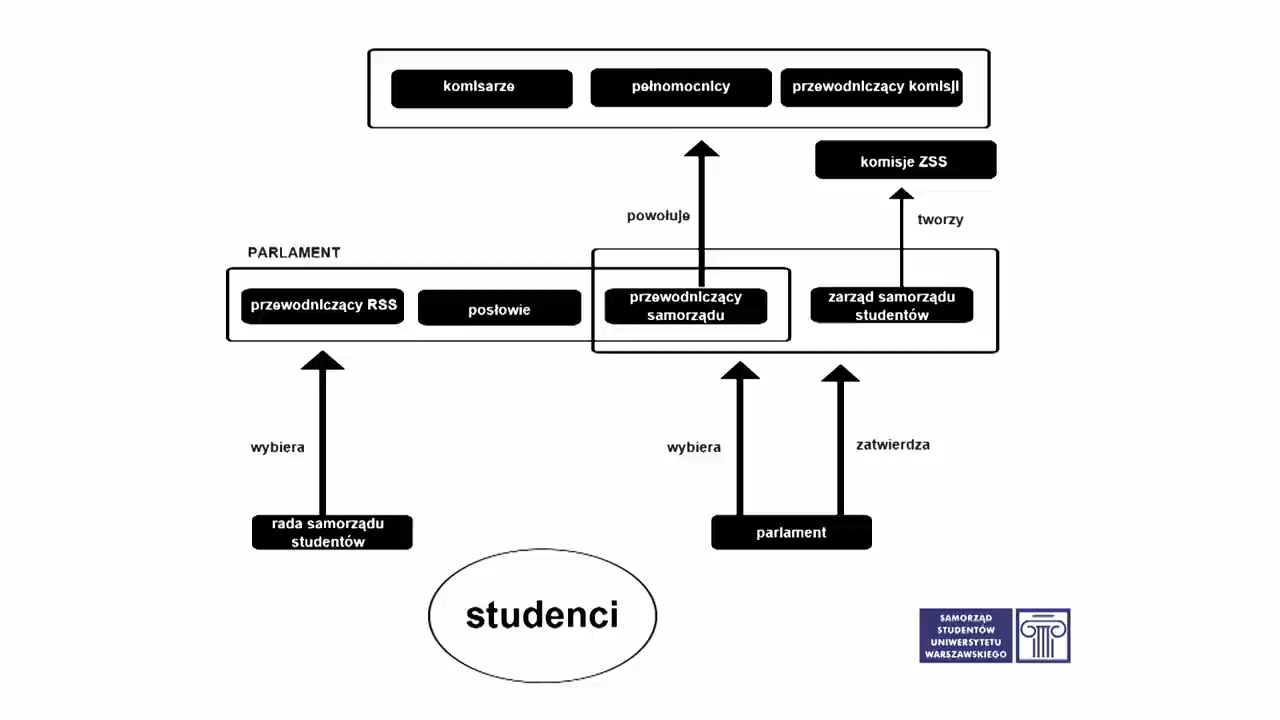 komisarze
pełnomocnicy
przewodniczący komisji
komisje ZSS
powołuje
tworzy
PARLAMENT
przewodniczący RSS
posłowie
przewodniczący
samorządu
zarząd samorządu
studentów
wybiera
wybiera
zatwierdza
rada samorządu
studentów
parlament
studenci
SAMORZĄD
STUDENTÓW
UNIWERSYTETU
WARSZAWSKIEGO